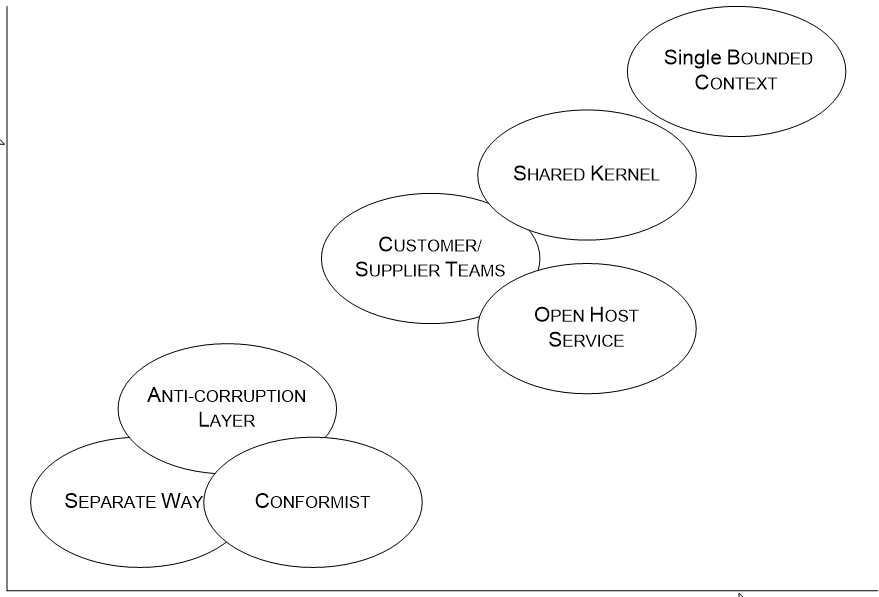 Single BOUNDED
CONTEXT
SHARED KERNEL
CUSTOMER/
SUPPLIER TEAMS
OPEN HOST
SERVICE
ANTI-CORRUPTION
LAYER
SEPARATE WAY
CONFORMIST